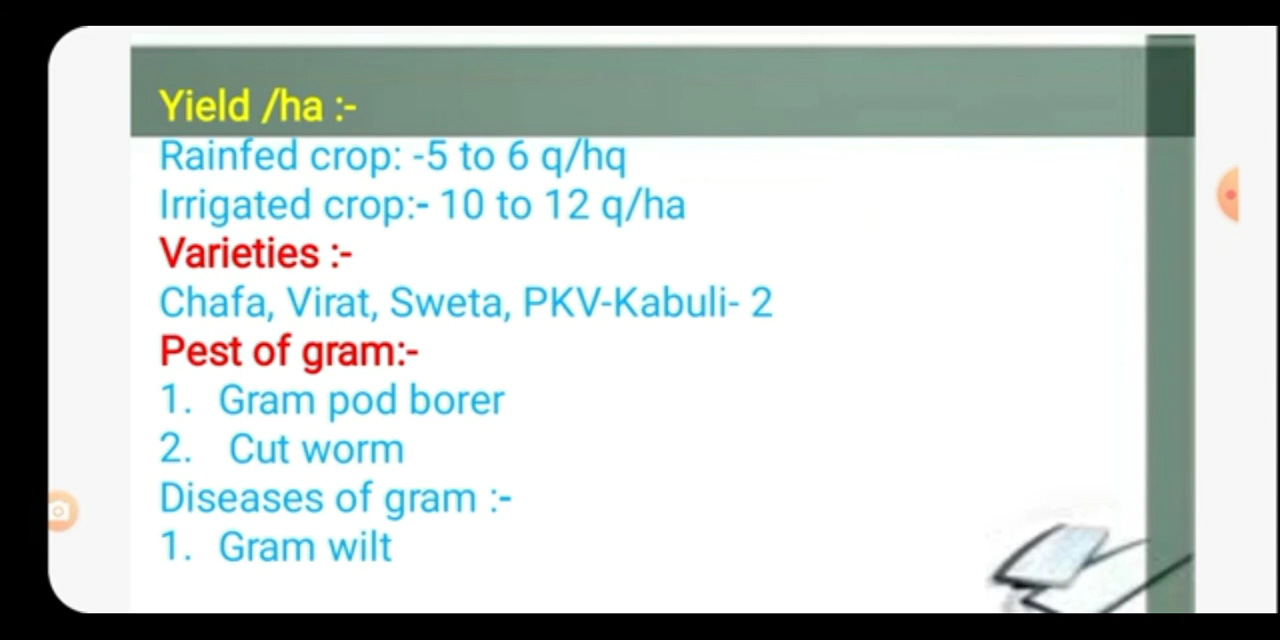 Yield /ha :-
Rainfed crop: -5 to 6 q/hq
Irrigated crop:- 10 to 12 q/ha
Varieties :-
Chafa, Virat, Sweta, PKV-Kabuli- 2
Pest of gram:-
1. Gram pod borer
2. Cut worm
Diseases of gram :-
1. Gram wilt